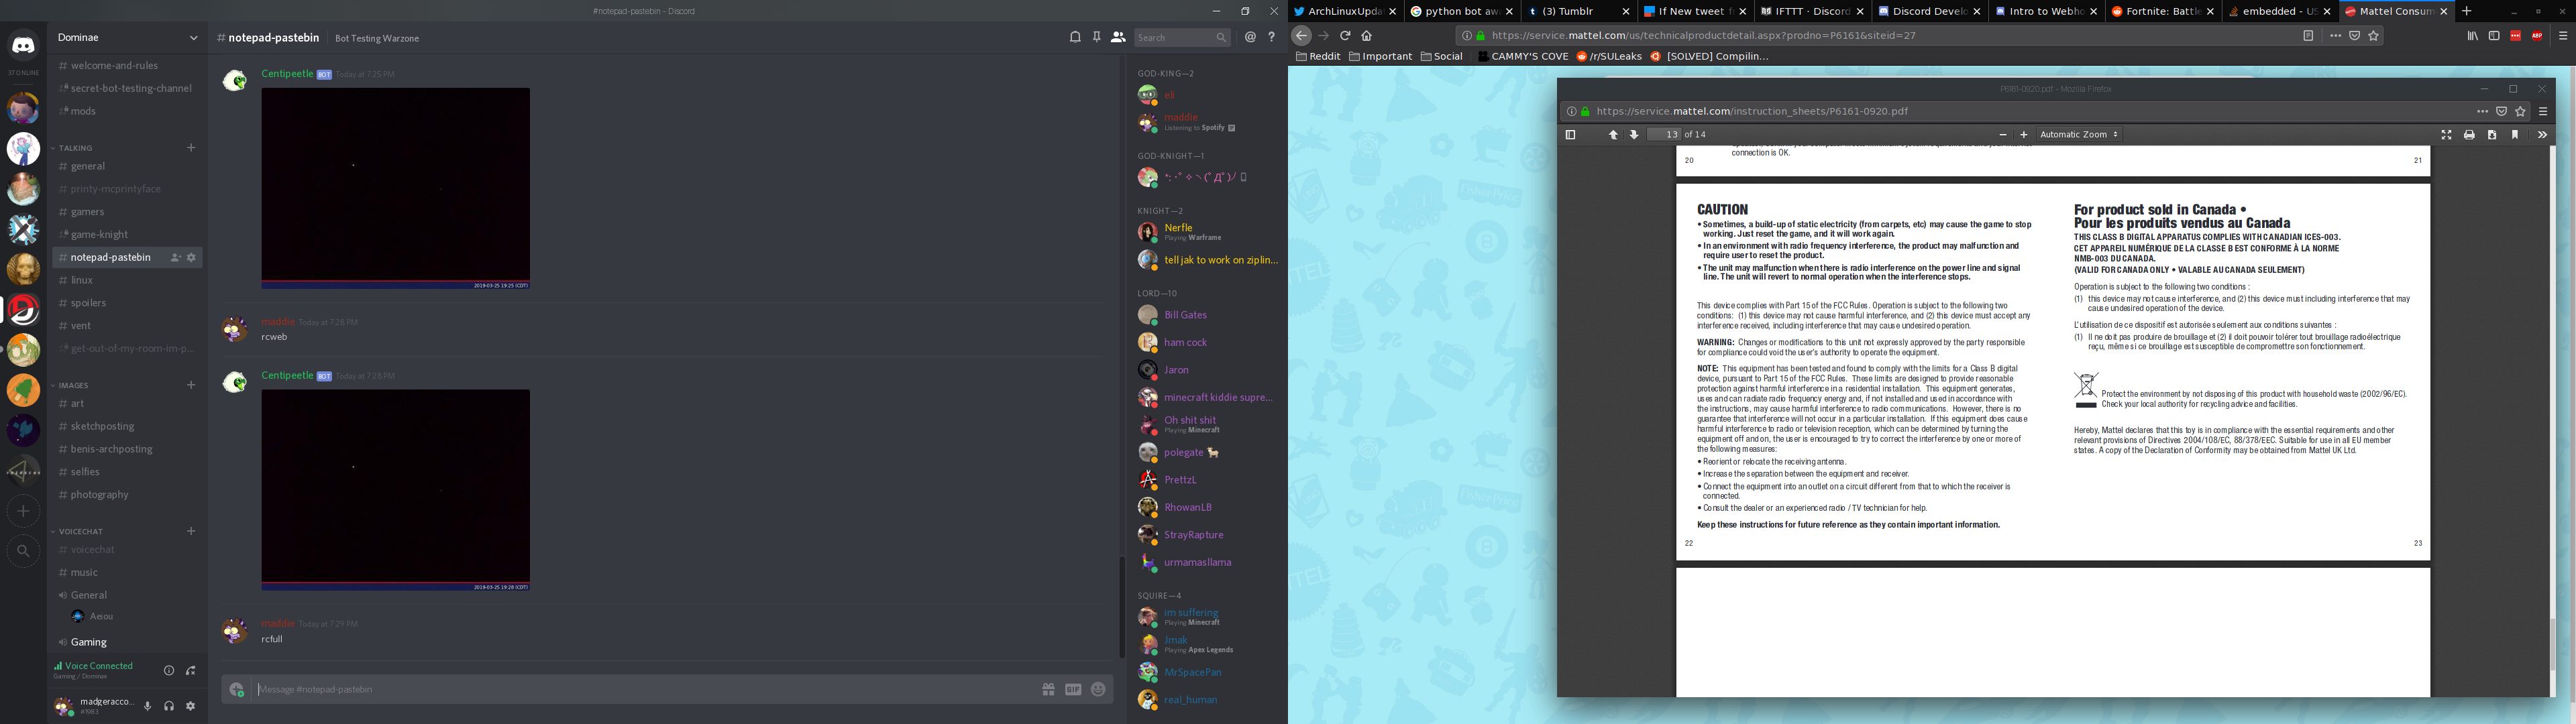 #notepad-pastebin - Discord
37 ONLINE
Dominae
welcome-and-rules
secret-bot-testing-channel
mods
TALKING
general
printy-mcprintyface
gamers
game-knight
notepad-pastebin
linux
spoilers
vent
get-out-of-my-room-im-p...
IMAGES
art
sketchposting
benis-archposting
selfies
photography
VOICECHAT
voicechat
music
General
Aeiou
Gaming
Voice Connected
Gaming / Dominae
madgeracco...
#1983
# notepad-pastebin
Bot Testing Warzone
Search
Centipeetle BOT Today at 7:25 PM
2019-03-25 19:25 (CDT)
maddie Today at 7:28 PM
rcweb
Centipeetle BOT Today at 7:28 PM
2019-03-25 19:28 (CDT)
maddie Today at 7:29 PM
rcfull
Message #notepad-pastebin
GIF
GOD-KING—2
eli
maddie
Listening to Spotify
GOD-KNIGHT—1
KNIGHT—2
Nerfle
Playing Warframe
tell jak to work on ziplin...
LORD—10
Bill Gates
ham cock
Jaron
minecraft kiddie supre...
Oh shit shit
Playing Minecraft
polegate
PrettzL
RhowanLB
StrayRapture
urmamasllama
SQUIRE—4
im suffering
Playing Minecraft
Jmak
Playing Apex Legends
MrSpacePan
real_human
ArchLinuxUpda
python bot awa
(3) Tumblr
If New tweet f
IFTTT - Discord
Discord Develo
Intro to Webho
Fortnite: Battle
embedded - US
Mattel Consum
https://service.mattel.com/us/technicalproductdetail.aspx?prodno=P6161&siteid=27
Reddit
Important
Social
CAMMY'S COVE
/r/SULeaks
[SOLVED] Compilin...
P6161-0920.pdf - Mozilla Firefox
https://service.mattel.com/instruction_sheets/P6161-0920.pdf
13 of 14
Automatic Zoom
connection is OK.
20
21
CAUTION
• Sometimes, a build-up of static electricity (from carpets, etc) may cause the game to stop
working. Just reset the game, and it will work again.
• In an environment with radio frequency interference, the product may malfunction and
require user to reset the product.
• The unit may malfunction when there is radio interference on the power line and signal
line. The unit will revert to normal operation when the interference stops.
This device complies with Part 15 of the FCC Rules. Operation is subject to the following two
conditions: (1) this device may not cause harmful interference, and (2) this device must accept any
interference received, including interference that may cause undesired operation.
WARNING: Changes or modifications to this unit not expressly approved by the party responsible
for compliance could void the user's authority to operate the equipment.
NOTE: This equipment has been tested and found to comply with the limits for a Class B digital
device, pursuant to Part 15 of the FCC Rules. These limits are designed to provide reasonable
protection against harmful interference in a residential installation. This equipment generates,
uses and can radiate radio frequency energy and, if not installed and used in accordance with
the instructions, may cause harmful interference to radio communications. However, there is no
guarantee that interference will not occur in a particular installation. If this equipment does cause
harmful interference to radio or television reception, which can be determined by turning the
equipment off and on, the user is encouraged to try to correct the interference by one or more of
the following measures:
• Reorient or relocate the receiving antenna.
• Increase the separation between the equipment and receiver.
• Connect the equipment into an outlet on a circuit different from that to which the receiver is
connected.
• Consult the dealer or an experienced radio / TV technician for help.
Keep these instructions for future reference as they contain important information.
22
For product sold in Canada •
Pour les produits vendus au Canada
THIS CLASS B DIGITAL APPARATUS COMPLIES WITH CANADIAN ICES-003.
CET APPAREIL NUMÉRIQUE DE LA CLASSE B EST CONFORME À LA NORME
NMB-003 DU CANADA.
(VALID FOR CANADA ONLY • VALABLE AU CANADA SEULEMENT)
Operation is subject to the following two conditions :
(1) this device may not cause interference, and (2) this device must including interference that may
cause undesired operation of the device.
L'utilisation de ce dispositif est autorisée seulement aux conditions suivantes :
(1) Il ne doit pas produire de brouillage et (2) il doit pouvoir tolérer tout brouillage radioélectrique
reçu, même si ce brouillage est susceptible de compromettre son fonctionnement.
Protect the environment by not disposing of this product with household waste (2002/96/EC).
Check your local authority for recycling advice and facilities.
Hereby, Mattel declares that this toy is in compliance with the essential requirements and other
relevant provisions of Directives 2004/108/EC, 88/378/EEC. Suitable for use in all EU member
states. A copy of the Declaration of Conformity may be obtained from Mattel UK Ltd.
23